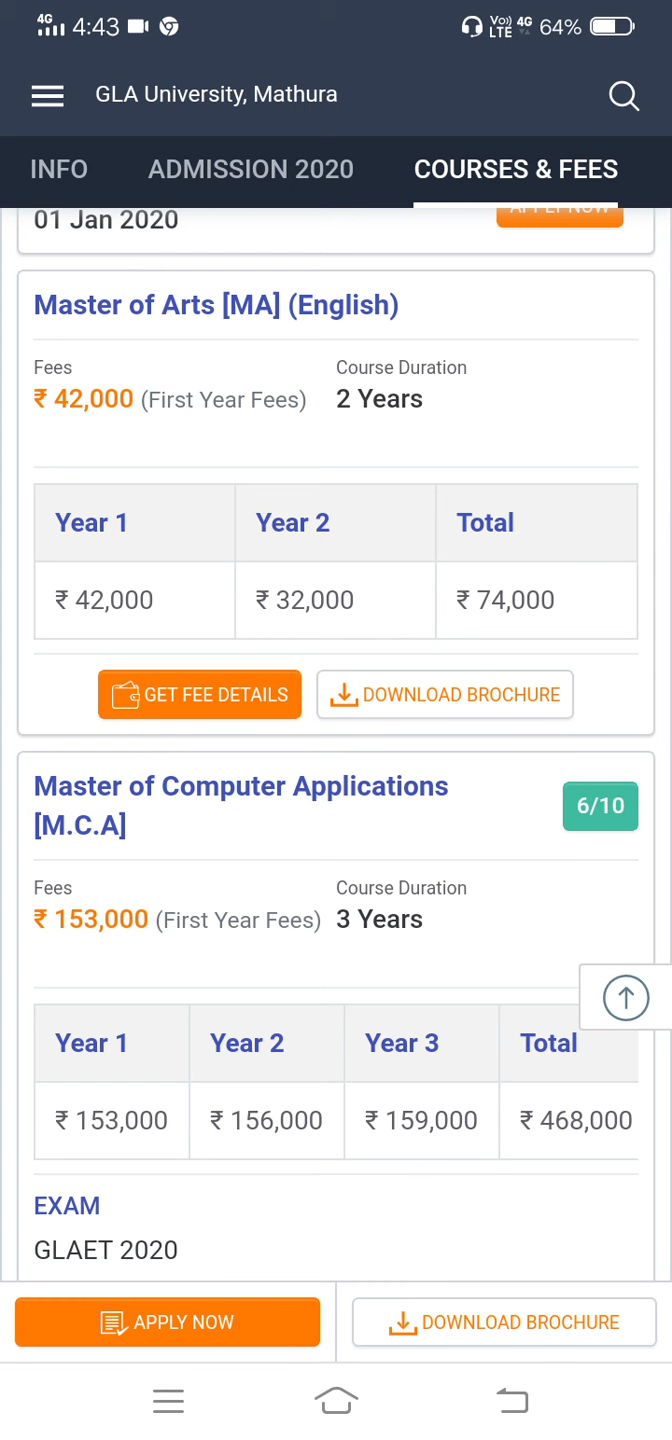 4G 4:43 Vo) LTE 4G 64%
GLA University, Mathura
INFO ADMISSION 2020 COURSES & FEES
01 Jan 2020 APPLY NOW
Master of Arts [MA] (English)
Fees Course Duration
₹ 42,000 (First Year Fees) 2 Years
Year 1 Year 2 Total
₹ 42,000 ₹ 32,000 ₹ 74,000
GET FEE DETAILS DOWNLOAD BROCHURE
Master of Computer Applications
[M.C.A] 6/10
Fees Course Duration
₹ 153,000 (First Year Fees) 3 Years
Year 1 Year 2 Year 3 Total
₹ 153,000 ₹ 156,000 ₹ 159,000 ₹ 468,000
EXAM
GLAET 2020
APPLY NOW DOWNLOAD BROCHURE